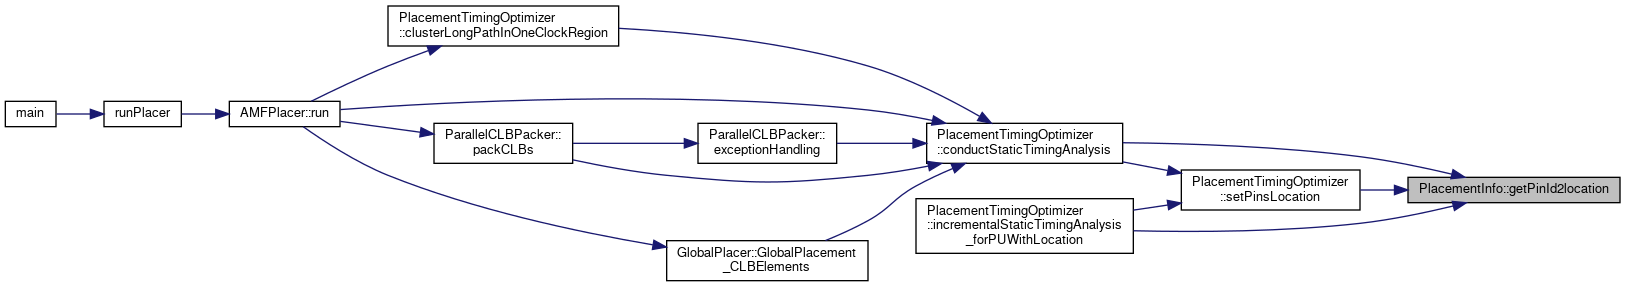 PlacementTimingOptimizer
::clusterLongPathInOneClockRegion
main
runPlacer
AMFPlacer::run
ParallelCLBPacker::
packCLBs
ParallelCLBPacker::
exceptionHandling
PlacementTimingOptimizer
::conductStaticTimingAnalysis
PlacementTimingOptimizer
::setPinsLocation
PlacementInfo::getPinId2location
PlacementTimingOptimizer
::incrementalStaticTimingAnalysis
_forPUWithLocation
GlobalPlacer::GlobalPlacement
_CLBElements